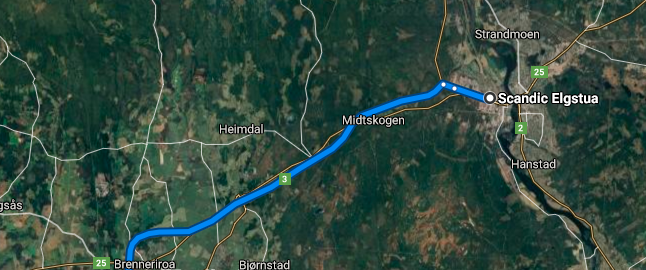 Strandmoen
25
Scandic Elgstua
Midtskogen
2
Heimdal
Hanstad
3
gsås
25
Brenneriroa
Bjørnstad